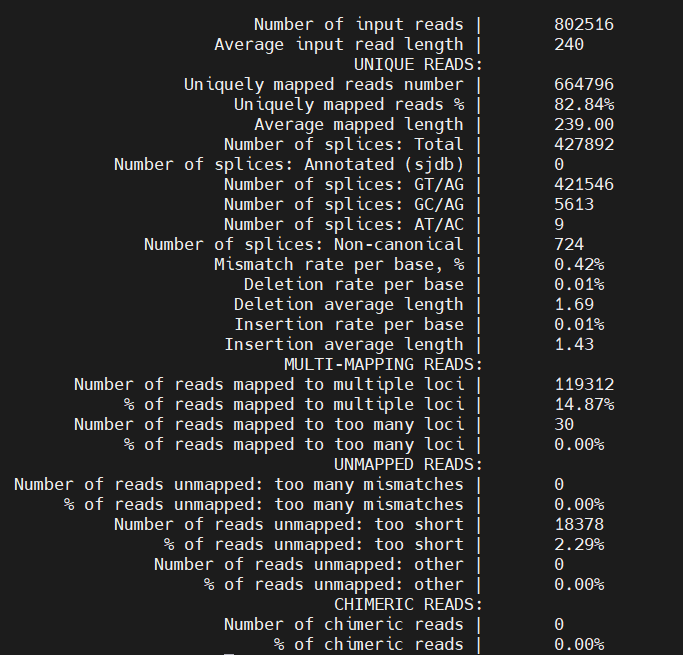 Number of input reads | 802516
Average input read length | 240
UNIQUE READS:
Uniquely mapped reads number | 664796
Uniquely mapped reads % | 82.84%
Average mapped length | 239.00
Number of splices: Total | 427892
Number of splices: Annotated (sjdb) | 0
Number of splices: GT/AG | 421546
Number of splices: GC/AG | 5613
Number of splices: AT/AC | 9
Number of splices: Non-canonical | 724
Mismatch rate per base, % | 0.42%
Deletion rate per base | 0.01%
Deletion average length | 1.69
Insertion rate per base | 0.01%
Insertion average length | 1.43
MULTI-MAPPING READS:
Number of reads mapped to multiple loci | 119312
% of reads mapped to multiple loci | 14.87%
Number of reads mapped to too many loci | 30
% of reads mapped to too many loci | 0.00%
UNMAPPED READS:
Number of reads unmapped: too many mismatches | 0
% of reads unmapped: too many mismatches | 0.00%
Number of reads unmapped: too short | 18378
% of reads unmapped: too short | 2.29%
Number of reads unmapped: other | 0
% of reads unmapped: other | 0.00%
CHIMERIC READS:
Number of chimeric reads | 0
% of chimeric reads | 0.00%